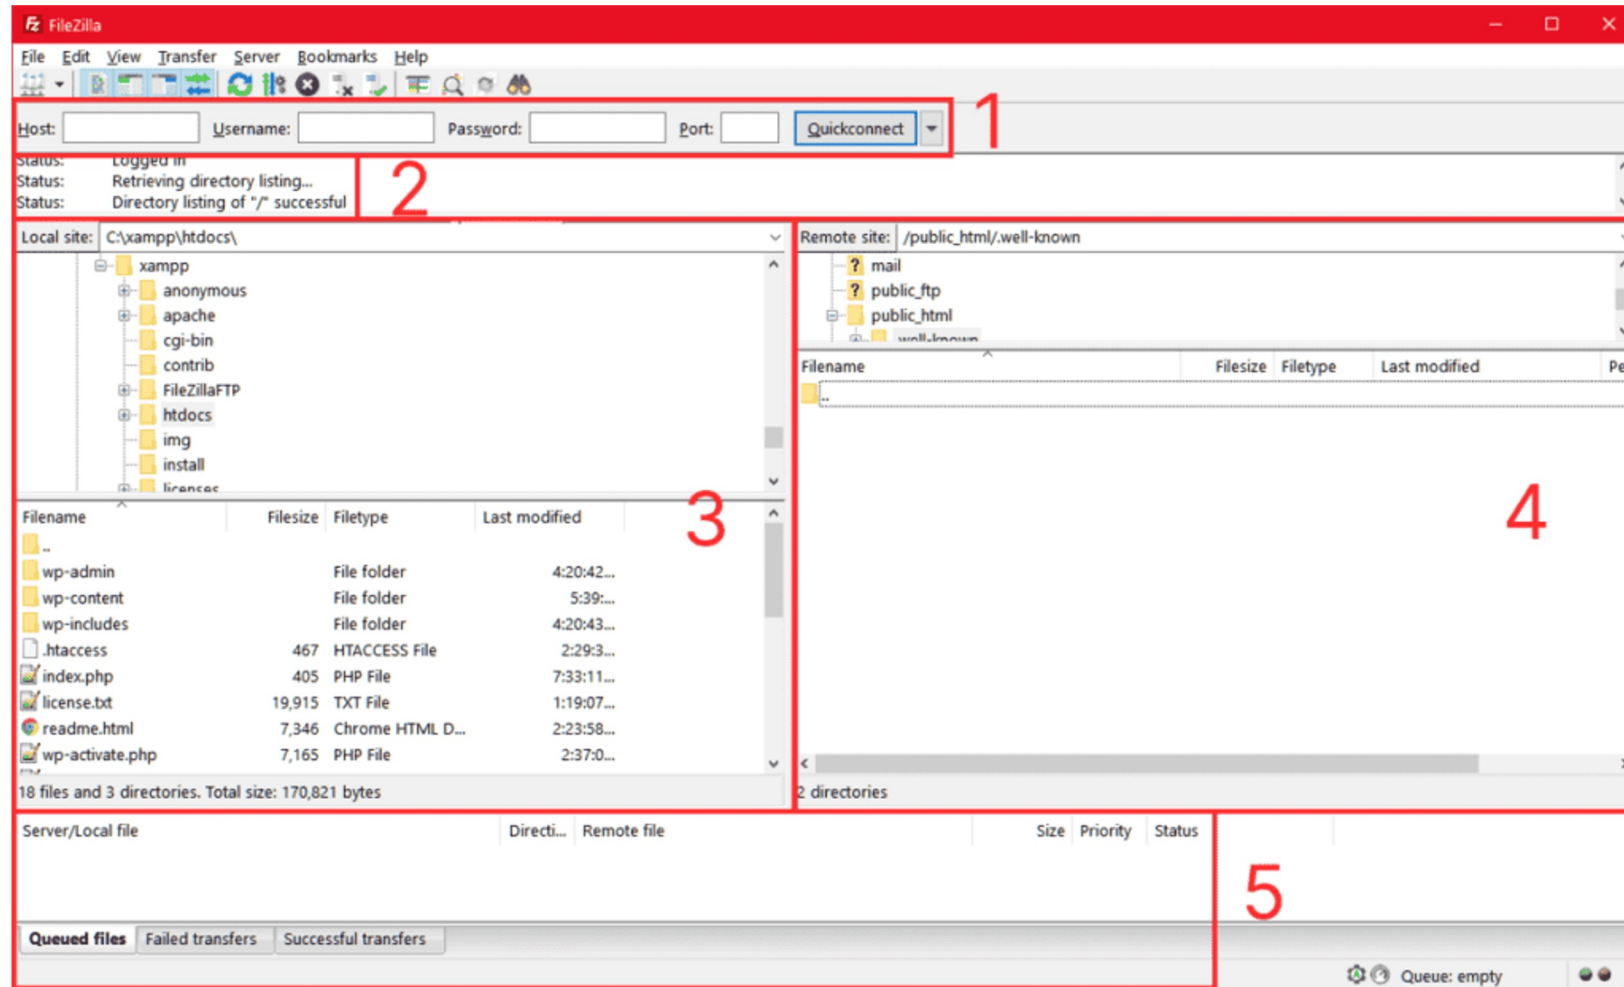 FileZilla
File Edit View Transfer Server Bookmarks Help
Host: Username: Password: Port: Quickconnect
1
Status: Logged in
Status: Retrieving directory listing...
Status: Directory listing of "/" successful
2
Local site: C:\xampp\htdocs\
xampp
anonymous
apache
cgi-bin
contrib
FileZillaFTP
htdocs
img
install
licenses
Filename Filesize Filetype Last modified
..
wp-admin File folder 4:20:42...
wp-content File folder 5:39:...
wp-includes File folder 4:20:43...
.htaccess 467 HTACCESS File 2:29:3...
index.php 405 PHP File 7:33:11...
license.txt 19,915 TXT File 1:19:07...
readme.html 7,346 Chrome HTML D... 2:23:58...
wp-activate.php 7,165 PHP File 2:37:0...
18 files and 3 directories. Total size: 170,821 bytes
3
Remote site: /public_html/.well-known
? mail
? public_ftp
public_html
.well-known
Filename Filesize Filetype Last modified Pe
..
4
2 directories
Server/Local file Directi... Remote file Size Priority Status
5
Queued files Failed transfers Successful transfers
Queue: empty